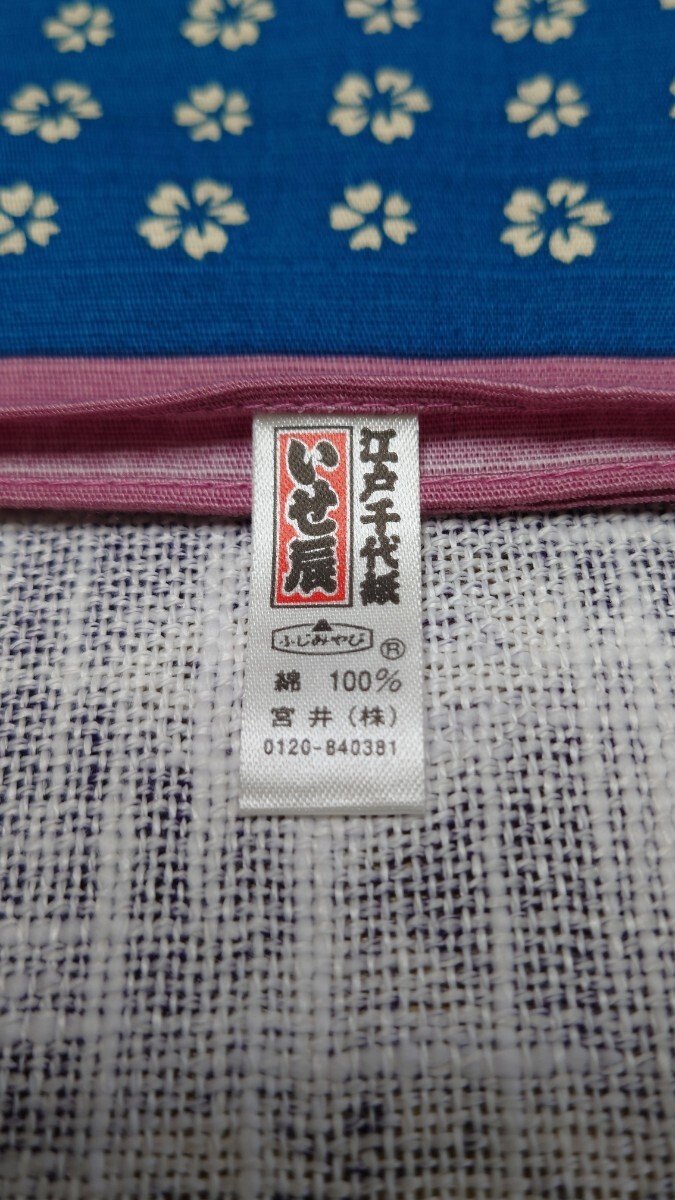 江戸千代紙
いせ辰
ふじみやび®
綿 100%
宮井(株)
0120-840381